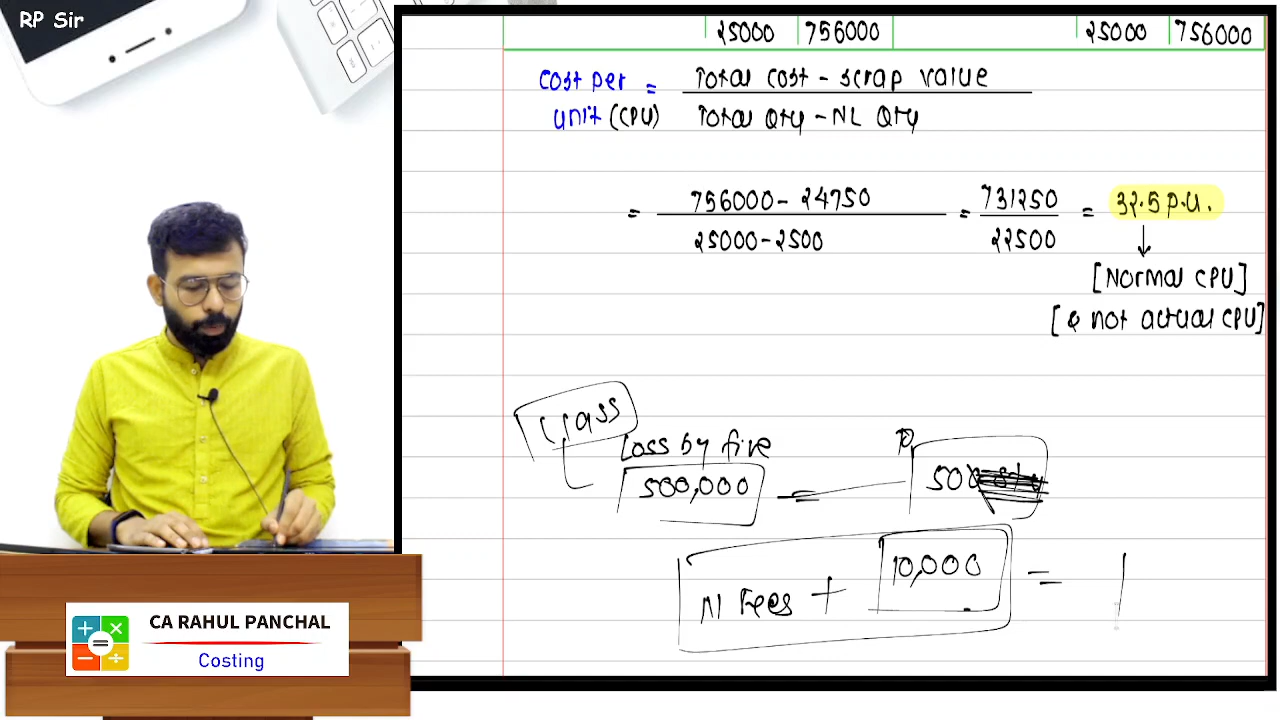 RP Sir
25000 756000 25000 756000
Cost per unit (CPU) = Total Cost - Scrap Value / Total Qty - NL Qty
= 756000 - 24750 / 25000 - 2500 = 731250 / 22500 = 32.5 P.U.
[Normal CPU]
[& not actual CPU]
Class
Loss by fire
500,000 = 500
N Fees + 10,000 =
CA RAHUL PANCHAL
Costing